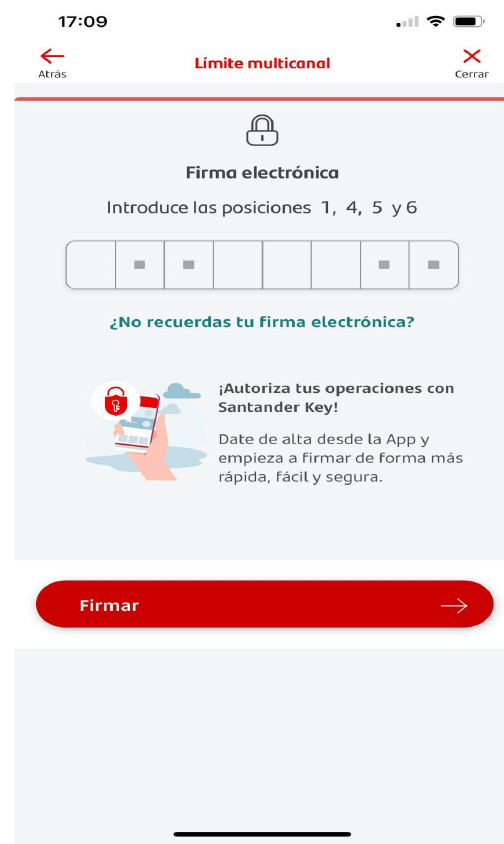 17:09
Atrás
Límite multicanal
Cerrar
Firma electrónica
Introduce las posiciones 1, 4, 5 y 6
¿No recuerdas tu firma electrónica?
¡Autoriza tus operaciones con
Santander Key!
Date de alta desde la App y
empieza a firmar de forma más
rápida, fácil y segura.
Firmar